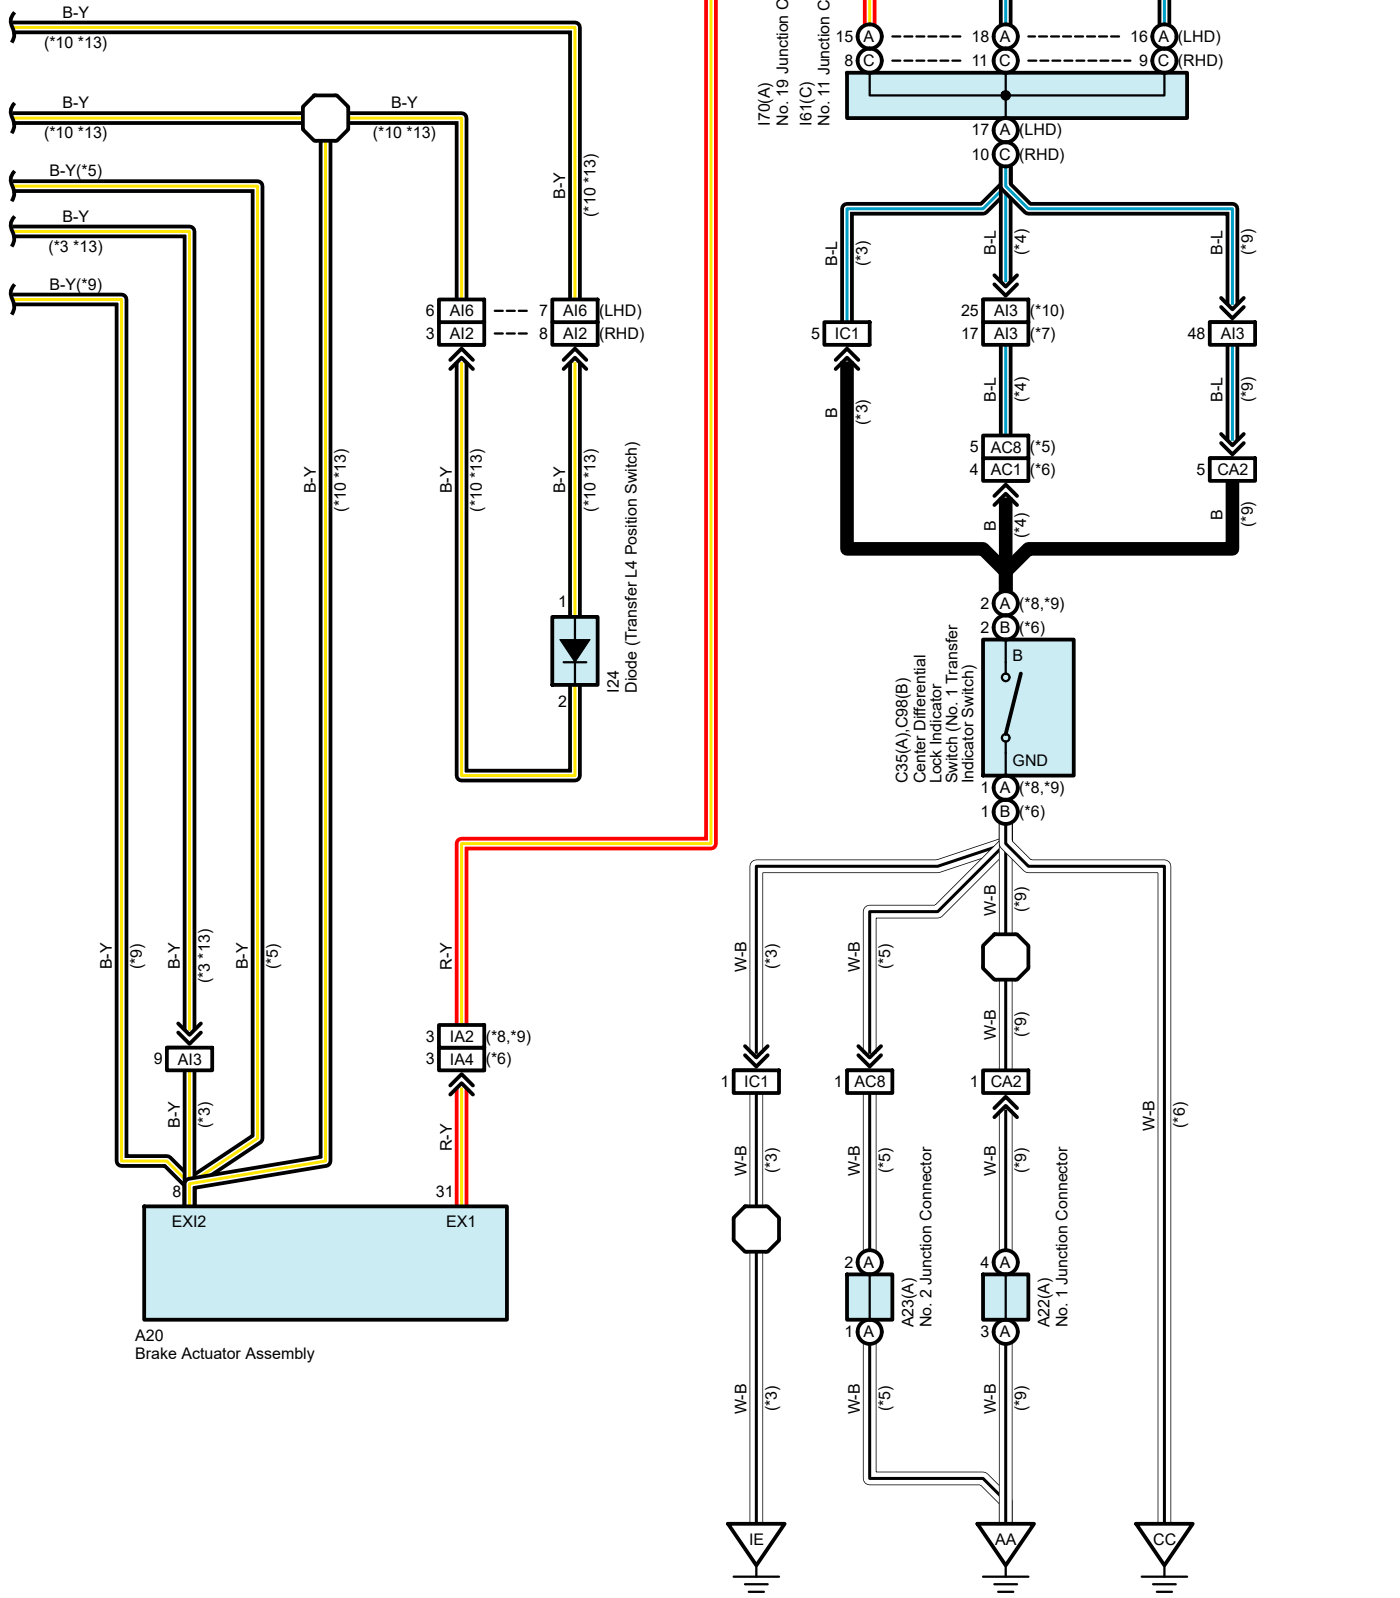 B-Y
(*10 *13)
B-Y
(*10 *13)
B-Y
(*10 *13)
B-Y(*5)
B-Y
(*3 *13)
B-Y(*9)
B-Y
(*10 *13)
6 AI6 7 AI6 (LHD)
3 AI2 8 AI2 (RHD)
B-Y
(*10 *13)
B-Y
(*10 *13)
B-Y
(*10 *13)
1
2
I24
Diode (Transfer L4 Position Switch)
B-Y
(*9)
B-Y
(*3 *13)
B-Y
(*5)
R-Y
9 AI3
3 IA2 (*8,*9)
3 IA4 (*6)
B-Y
(*3)
R-Y
8
31
EXI2
EX1
A20
Brake Actuator Assembly
I70(A)
No. 19 Junction C
I61(C)
No. 11 Junction C
15 A 18 A 16 A (LHD)
8 C 11 C 9 C (RHD)
17 A (LHD)
10 C (RHD)
B-L
(*3)
B-L
(*4)
B-L
(*9)
5 IC1
25 AI3 (*10)
17 AI3 (*7)
48 AI3
B
(*3)
B-L
(*4)
B-L
(*9)
5 AC8 (*5)
4 AC1 (*6)
5 CA2
B
(*4)
B
(*9)
2 A (*8,*9)
2 B (*6)
B
GND
C35(A),C98(B)
Center Differential
Lock Indicator
Switch (No. 1 Transfer
Indicator Switch)
1 A (*8,*9)
1 B (*6)
W-B
(*3)
W-B
(*5)
W-B
(*9)
W-B
(*9)
W-B
(*6)
1 IC1
1 AC8
1 CA2
W-B
(*3)
W-B
(*5)
W-B
(*9)
2 A
1 A
A23(A)
No. 2 Junction Connector
4 A
3 A
A22(A)
No. 1 Junction Connector
W-B
(*3)
W-B
(*5)
W-B
(*9)
IE
AA
CC